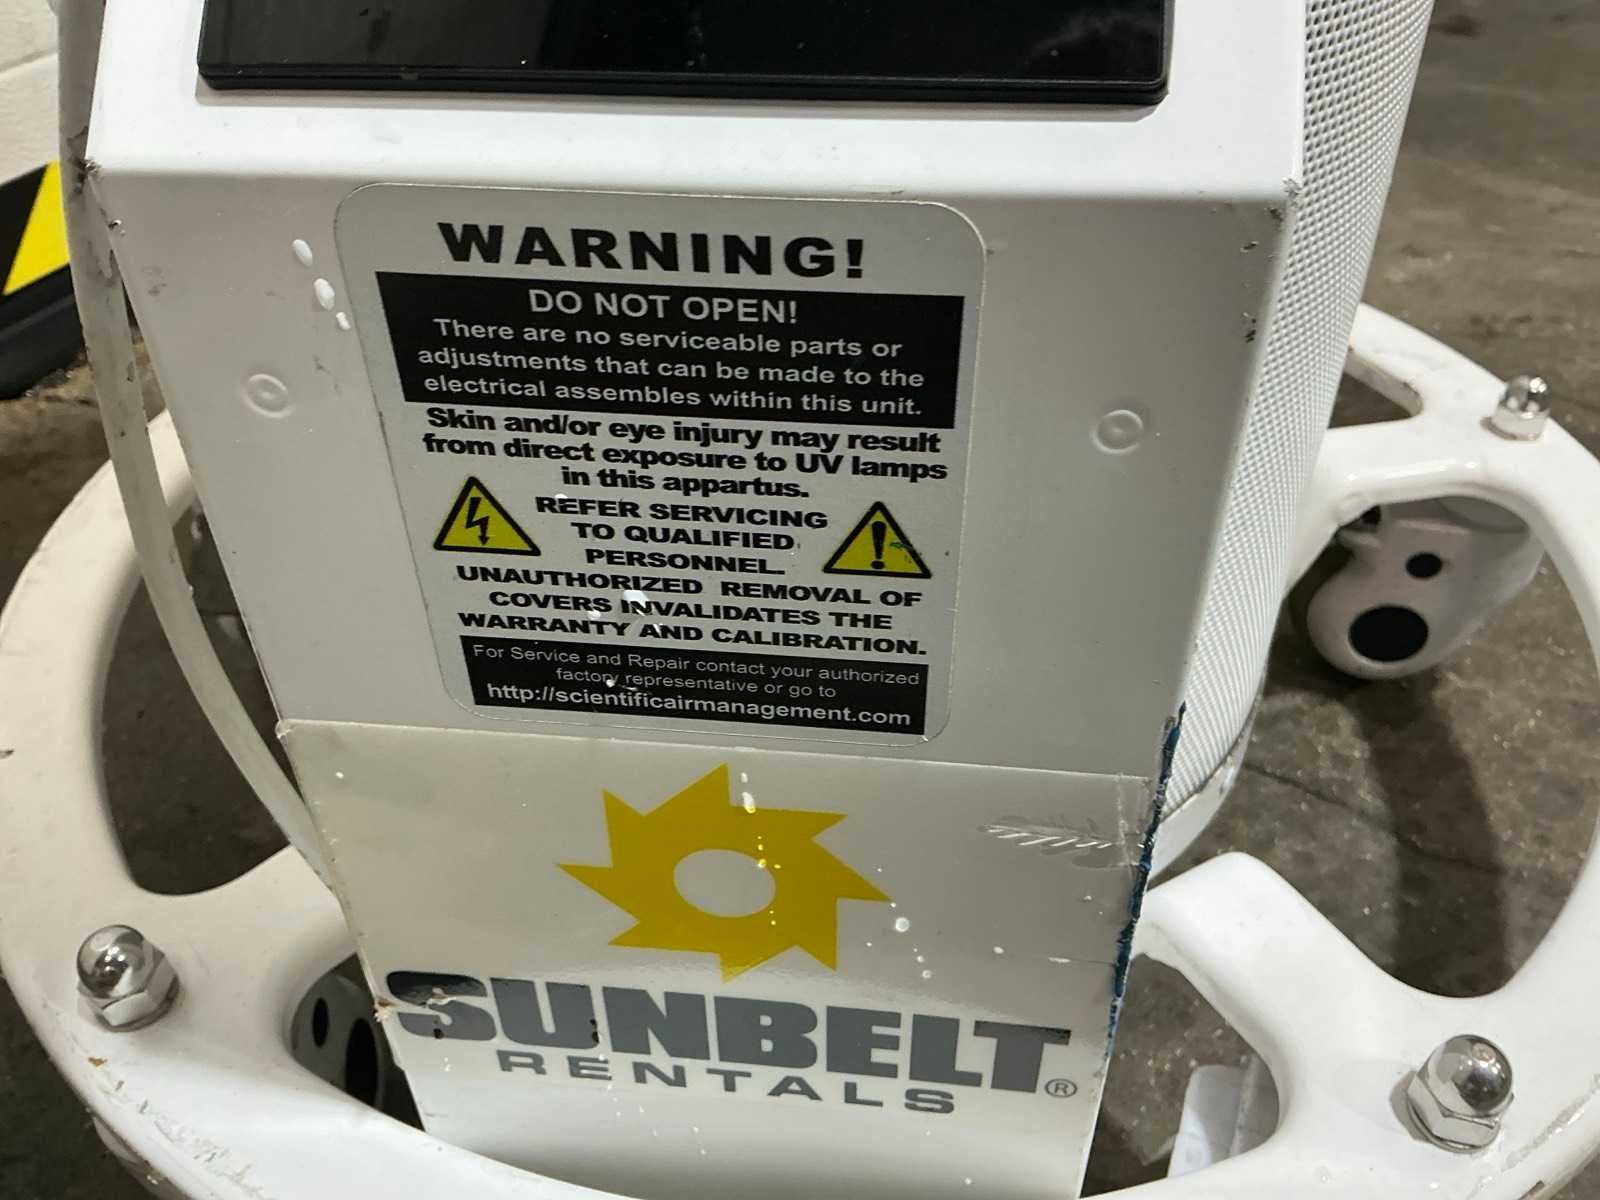 WARNING!
DO NOT OPEN!
There are no serviceable parts or
adjustments that can be made to the
electrical assembles within this unit.
Skin and/or eye injury may result
from direct exposure to UV lamps
in this appartus.
REFER SERVICING
TO QUALIFIED
PERSONNEL.
UNAUTHORIZED REMOVAL OF
COVERS INVALIDATES THE
WARRANTY AND CALIBRATION.
For Service and Repair contact your authorized
factory representative or go to
http://scientificairmanagement.com
SUNBELT
RENTALS®